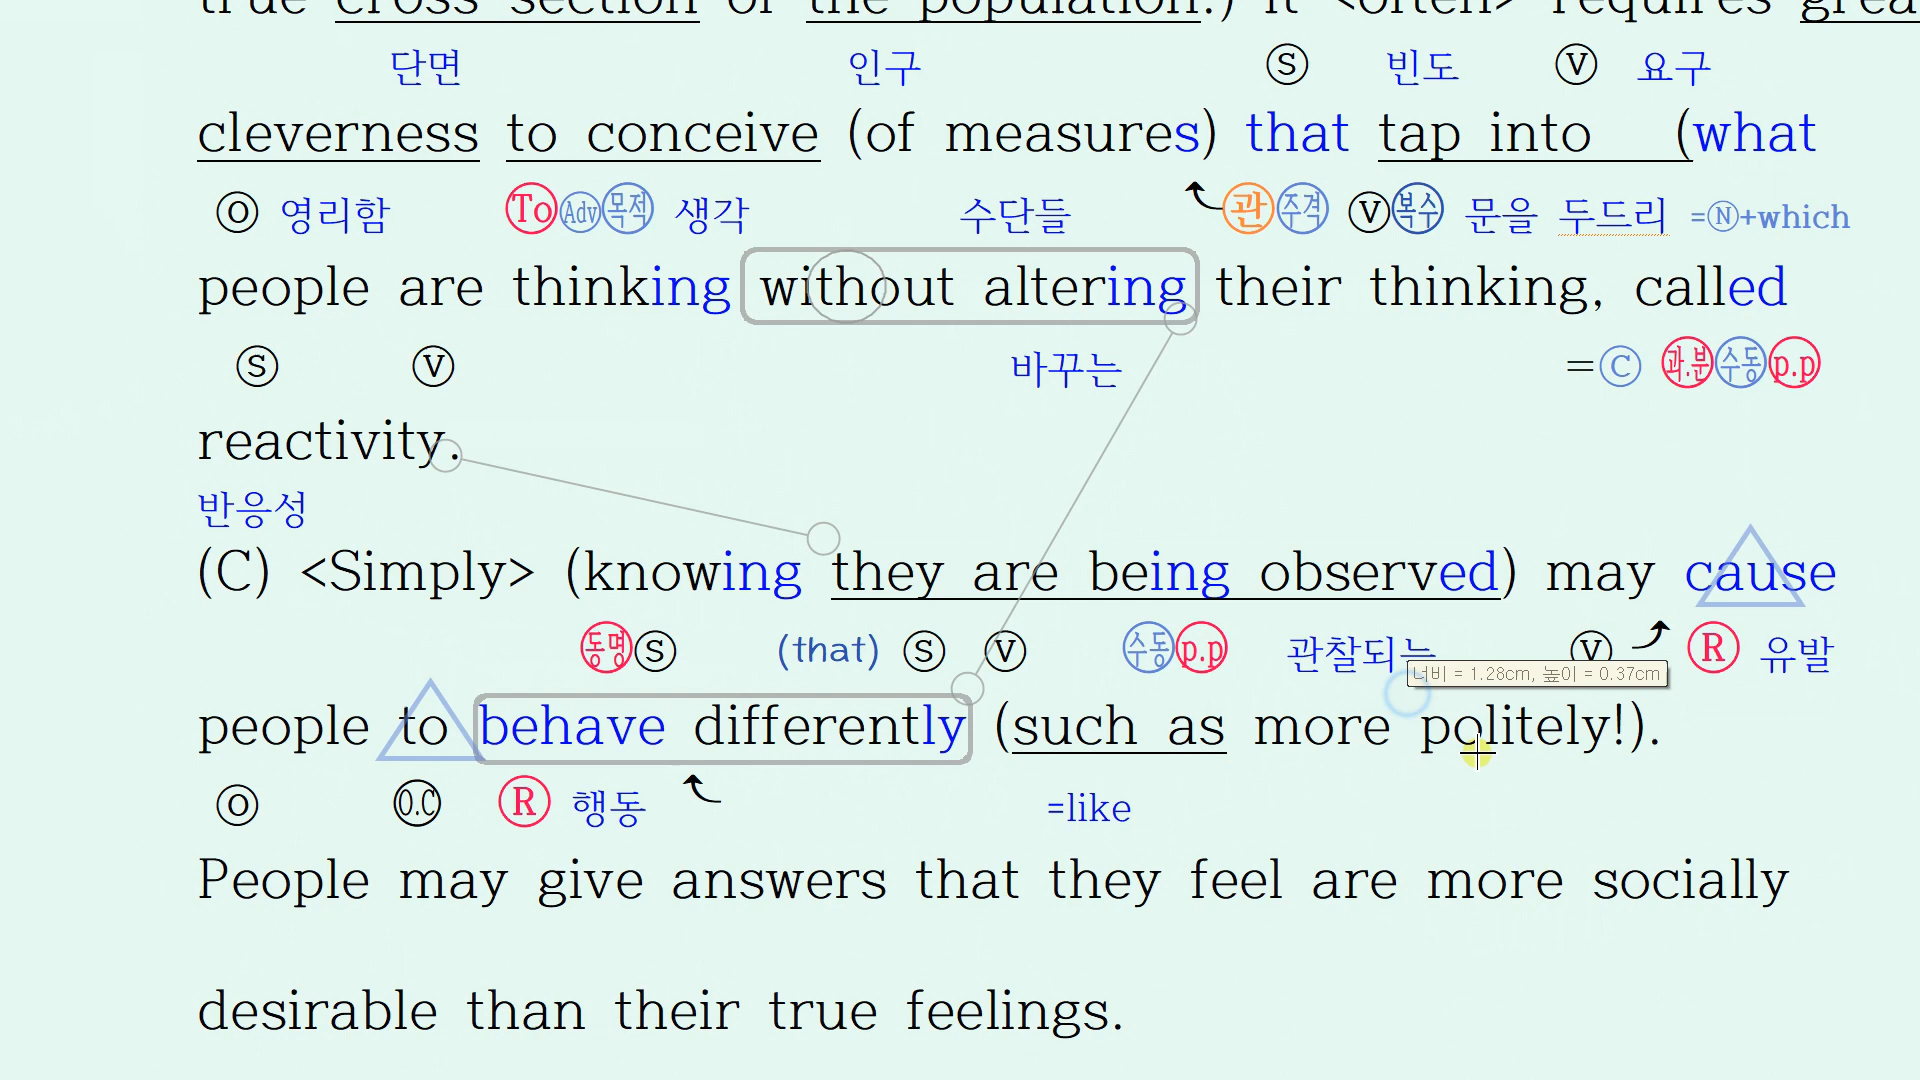 true cross section of the population.) It <often> requires grea
단면 인구 Ⓢ 빈도 Ⓥ 요구
cleverness to conceive (of measures) that tap into (what
Ⓞ 영리함 To Adv 목적 생각 수단들 관 주격 Ⓥ 복수 문을 두드리 =Ⓝ+which
people are thinking without altering their thinking, called
Ⓢ Ⓥ 바꾸는 =Ⓒ 과.분 수동 p.p
reactivity.
반응성
(C) <Simply> (knowing they are being observed) may cause
동명 Ⓢ (that) Ⓢ Ⓥ 수동 p.p 관찰되는 Ⓥ Ⓡ 유발
너비 = 1.28cm, 높이 = 0.37cm
people to behave differently (such as more politely!).
Ⓞ O.C Ⓡ 행동 =like
People may give answers that they feel are more socially
desirable than their true feelings.